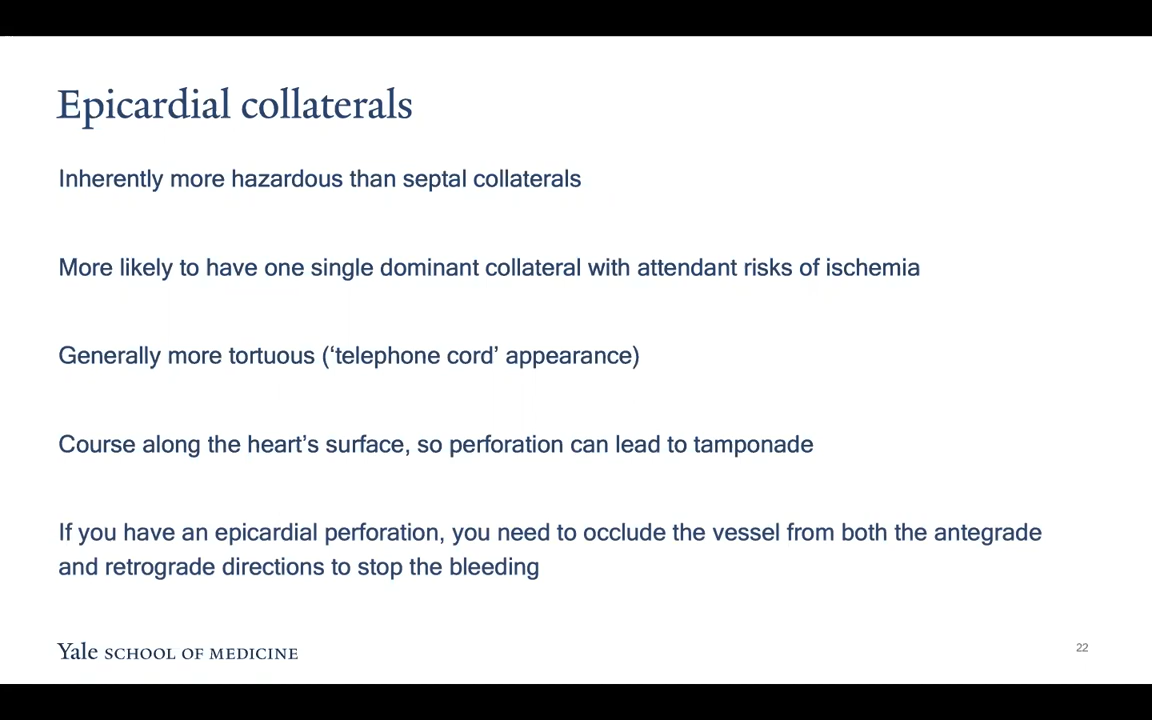 Epicardial collaterals
Inherently more hazardous than septal collaterals
More likely to have one single dominant collateral with attendant risks of ischemia
Generally more tortuous (‘telephone cord’ appearance)
Course along the heart’s surface, so perforation can lead to tamponade
If you have an epicardial perforation, you need to occlude the vessel from both the antegrade
and retrograde directions to stop the bleeding
Yale SCHOOL OF MEDICINE
22